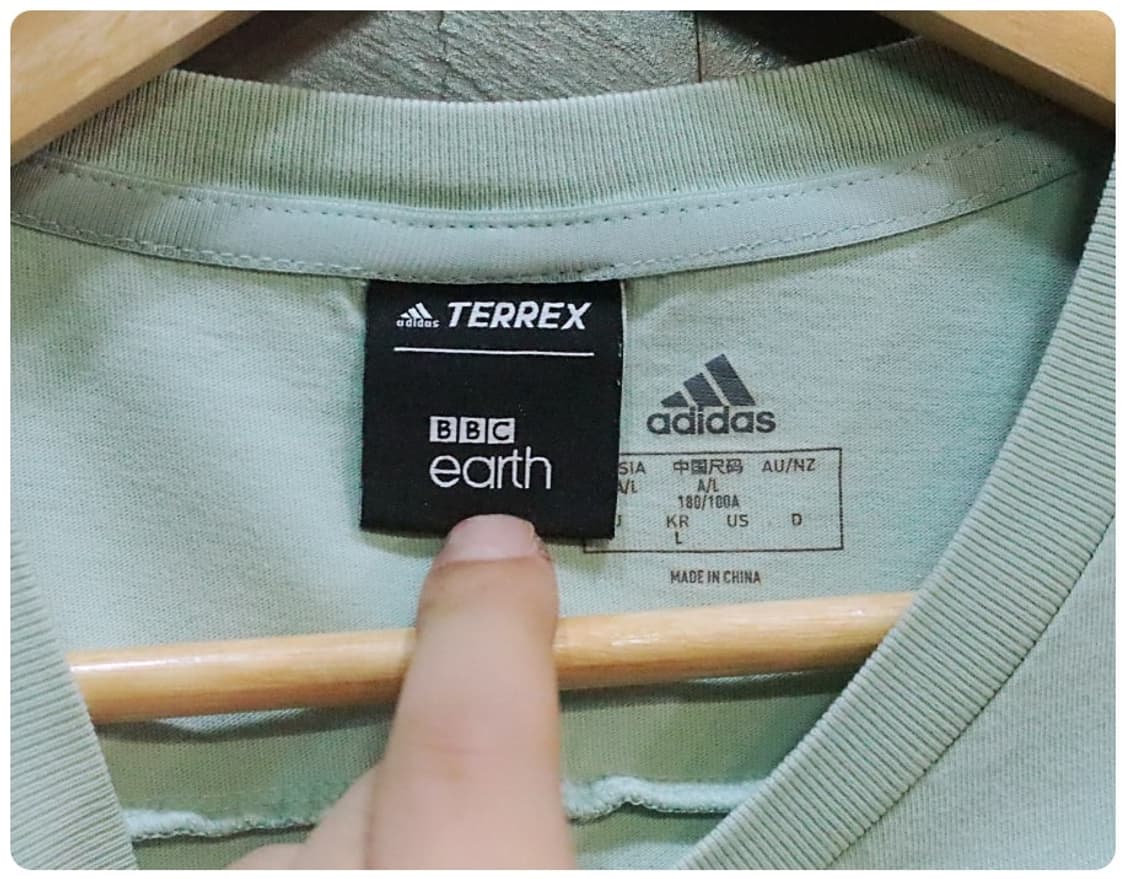 adidas TERREX
BBC
earth
adidas
中国尺码 AU/NZ
A/L A/L
180/100A
KR US D
L
MADE IN CHINA